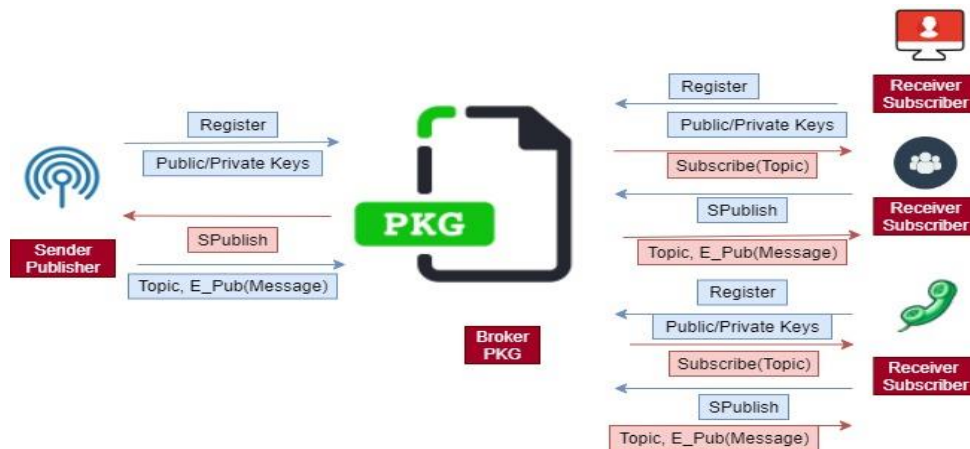 Register
Public/Private Keys
SPublish
Topic, E_Pub(Message)
Sender
Publisher
PKG
Broker
PKG
Register
Public/Private Keys
Subscribe(Topic)
SPublish
Topic, E_Pub(Message)
Register
Public/Private Keys
Subscribe(Topic)
SPublish
Topic, E_Pub(Message)
Receiver
Subscriber
Receiver
Subscriber
Receiver
Subscriber